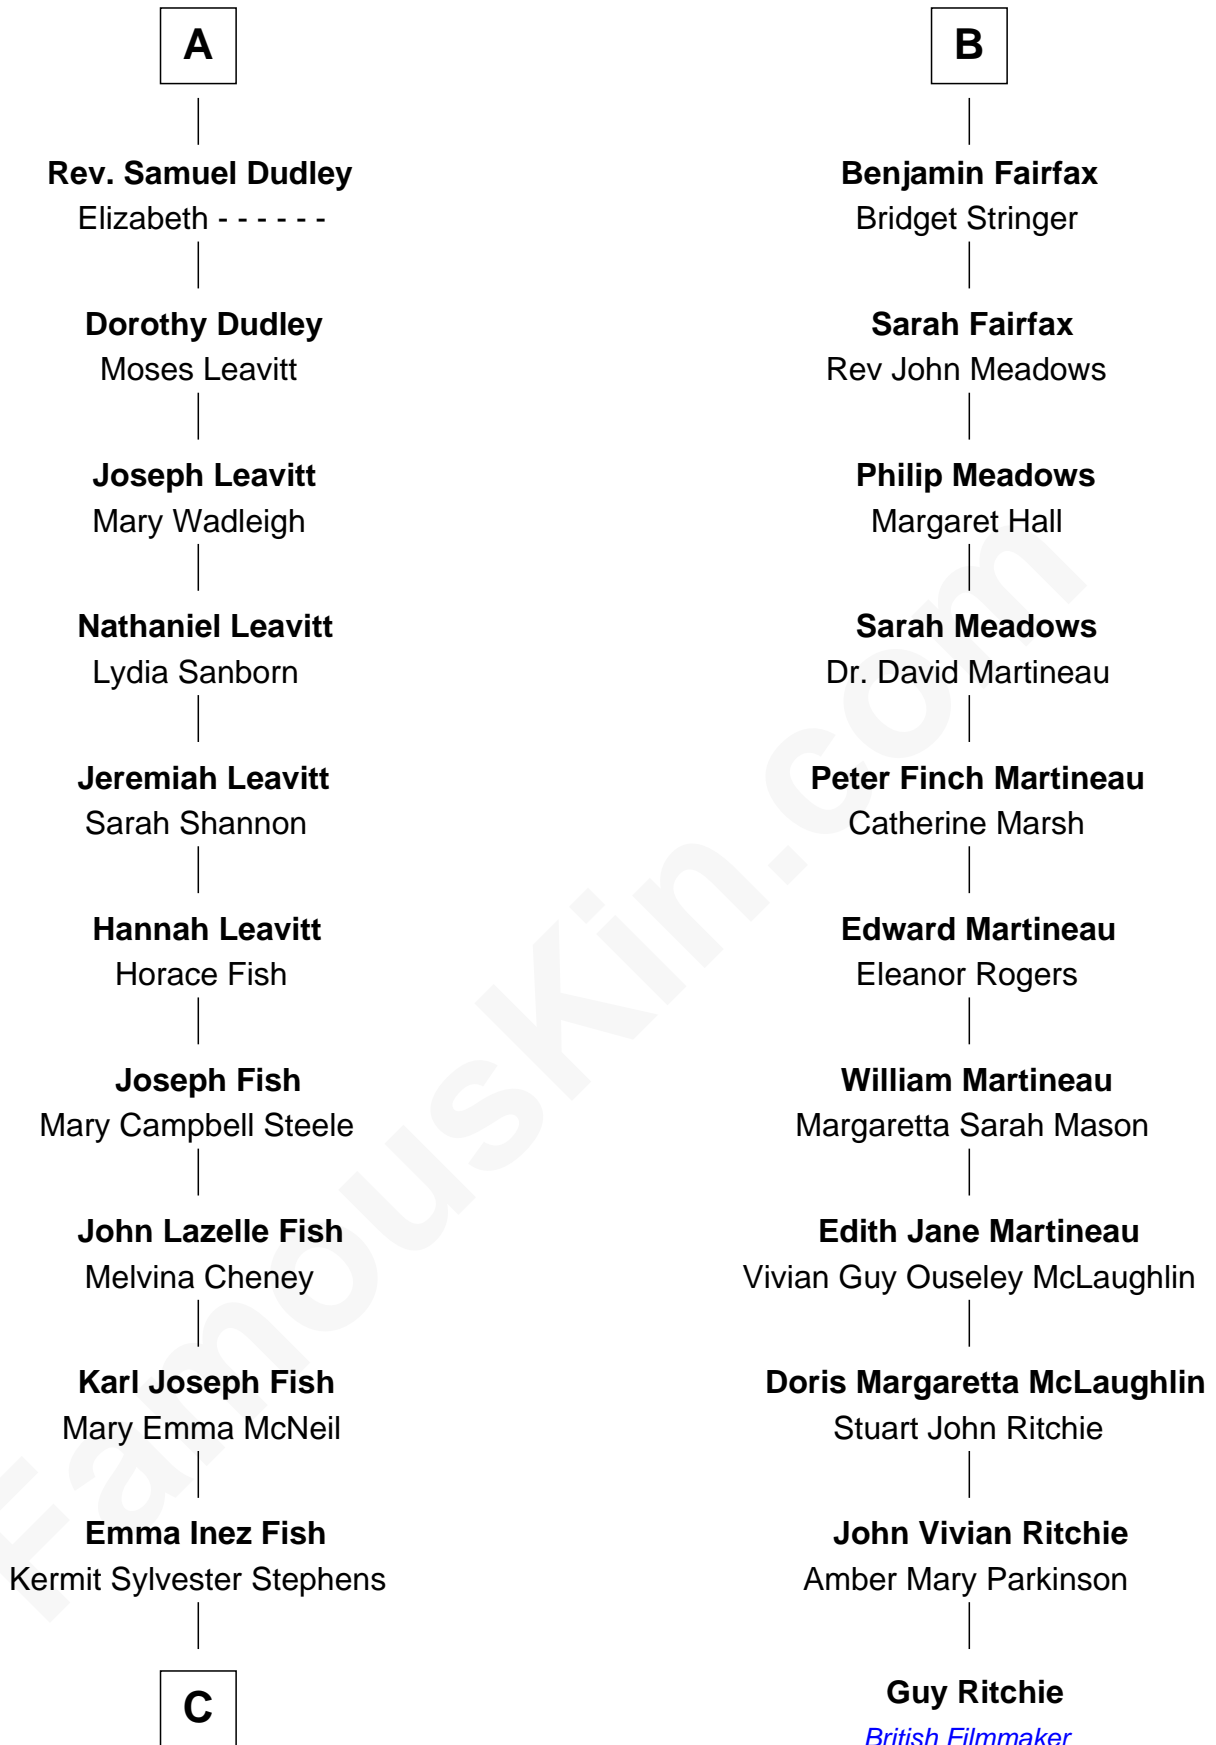 A
Rev. Samuel Dudley
Elizabeth - - - - - -
Dorothy Dudley
Moses Leavitt
Joseph Leavitt
Mary Wadleigh
Nathaniel Leavitt
Lydia Sanborn
Jeremiah Leavitt
Sarah Shannon
Hannah Leavitt
Horace Fish
Joseph Fish
Mary Campbell Steele
John Lazelle Fish
Melvina Cheney
Karl Joseph Fish
Mary Emma McNeil
Emma Inez Fish
Kermit Sylvester Stephens
C
B
Benjamin Fairfax
Bridget Stringer
Sarah Fairfax
Rev John Meadows
Philip Meadows
Margaret Hall
Sarah Meadows
Dr. David Martineau
Peter Finch Martineau
Catherine Marsh
Edward Martineau
Eleanor Rogers
William Martineau
Margaretta Sarah Mason
Edith Jane Martineau
Vivian Guy Ouseley McLaughlin
Doris Margaretta McLaughlin
Stuart John Ritchie
John Vivian Ritchie
Amber Mary Parkinson
Guy Ritchie
British Filmmaker
FamousKin.com